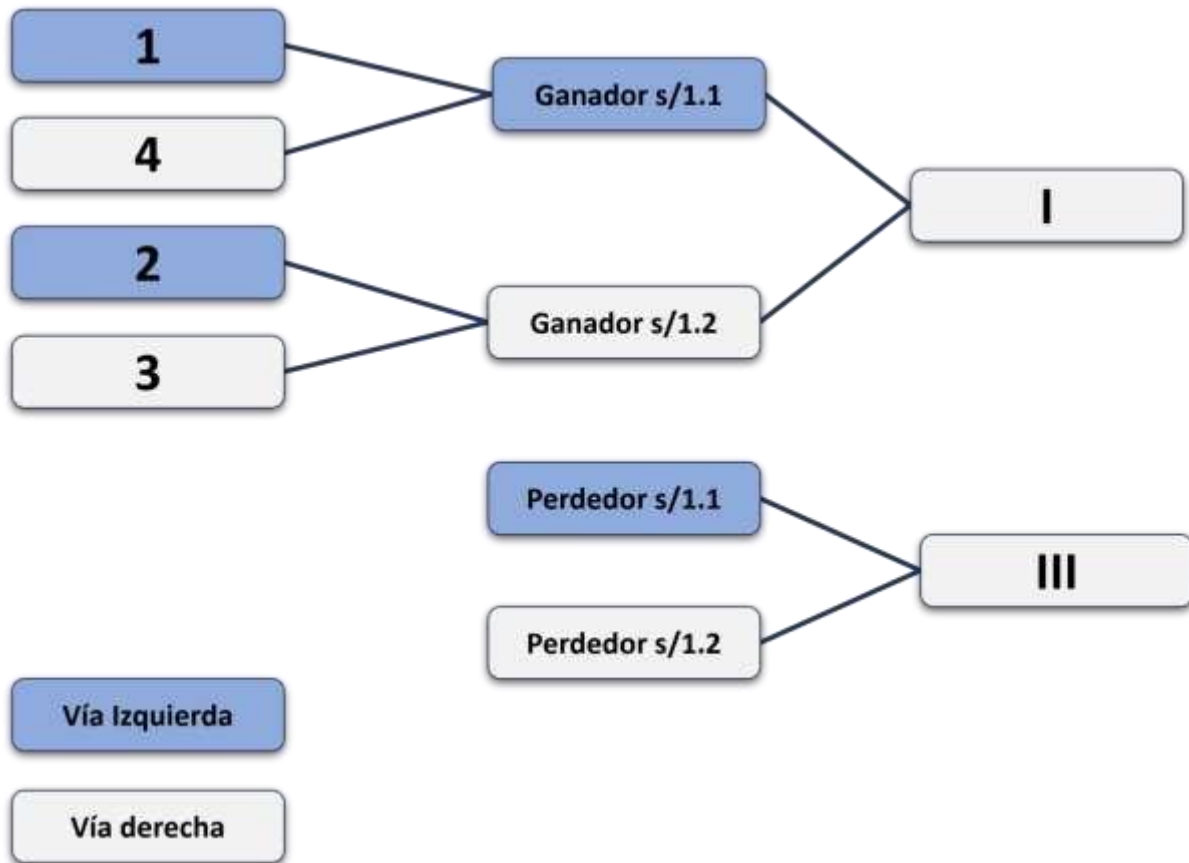 1
4
2
3
Ganador s/1.1
Ganador s/1.2
I
Perdedor s/1.1
Perdedor s/1.2
III
Vía Izquierda
Vía derecha